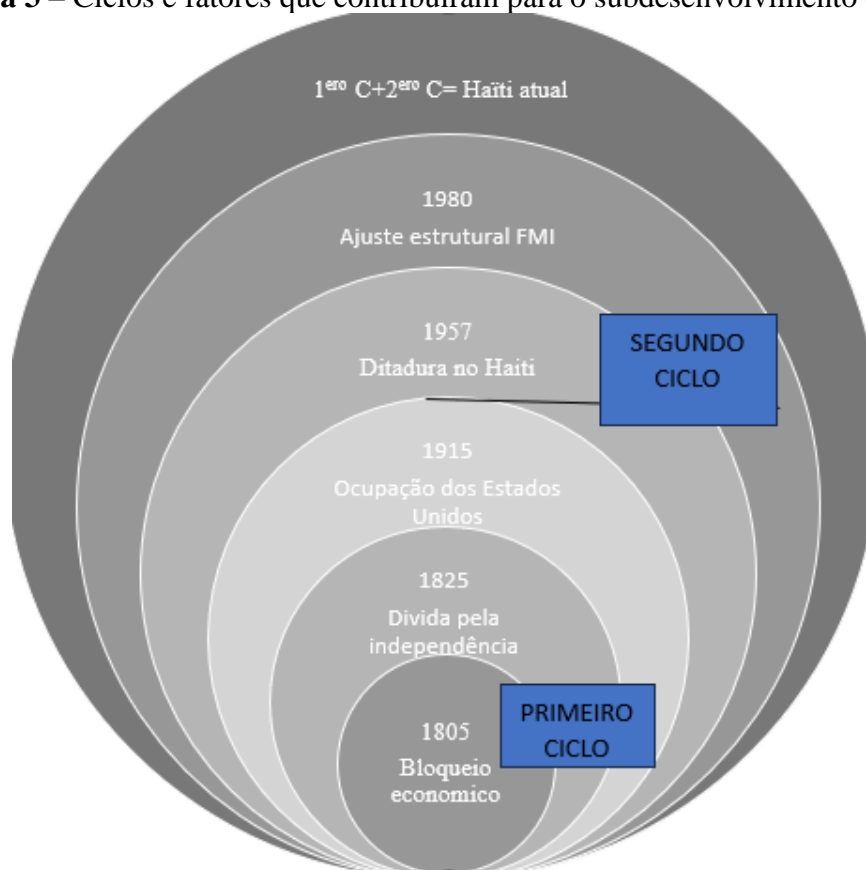 a 3 – Ciclos e fatores que contribuíram para o subdesenvolvimento
1ero C+2ero C= Haïti atual
1980
Ajuste estrutural FMI
1957
Ditadura no Haiti
SEGUNDO
CICLO
1915
Ocupação dos Estados
Unidos
1825
Divida pela
independência
PRIMEIRO
CICLO
1805
Bloqueio
economico